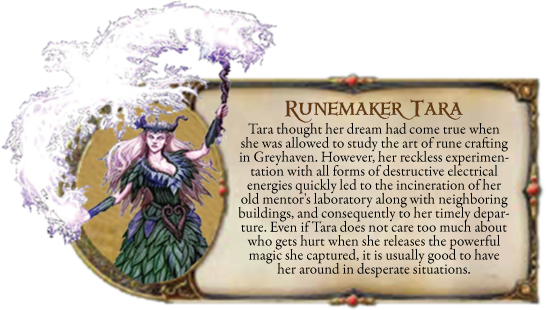 Runemaker Tara
Tara thought her dream had come true when
she was allowed to study the art of rune crafting
in Greyhaven. However, her reckless experimen-
tation with all forms of destructive electrical
energies quickly led to the incineration of her
old mentor's laboratory along with neighboring
buildings, and consequently to her timely depar-
ture. Even if Tara does not care too much about
who gets hurt when she releases the powerful
magic she captured, it is usually good to have
her around in desperate situations.